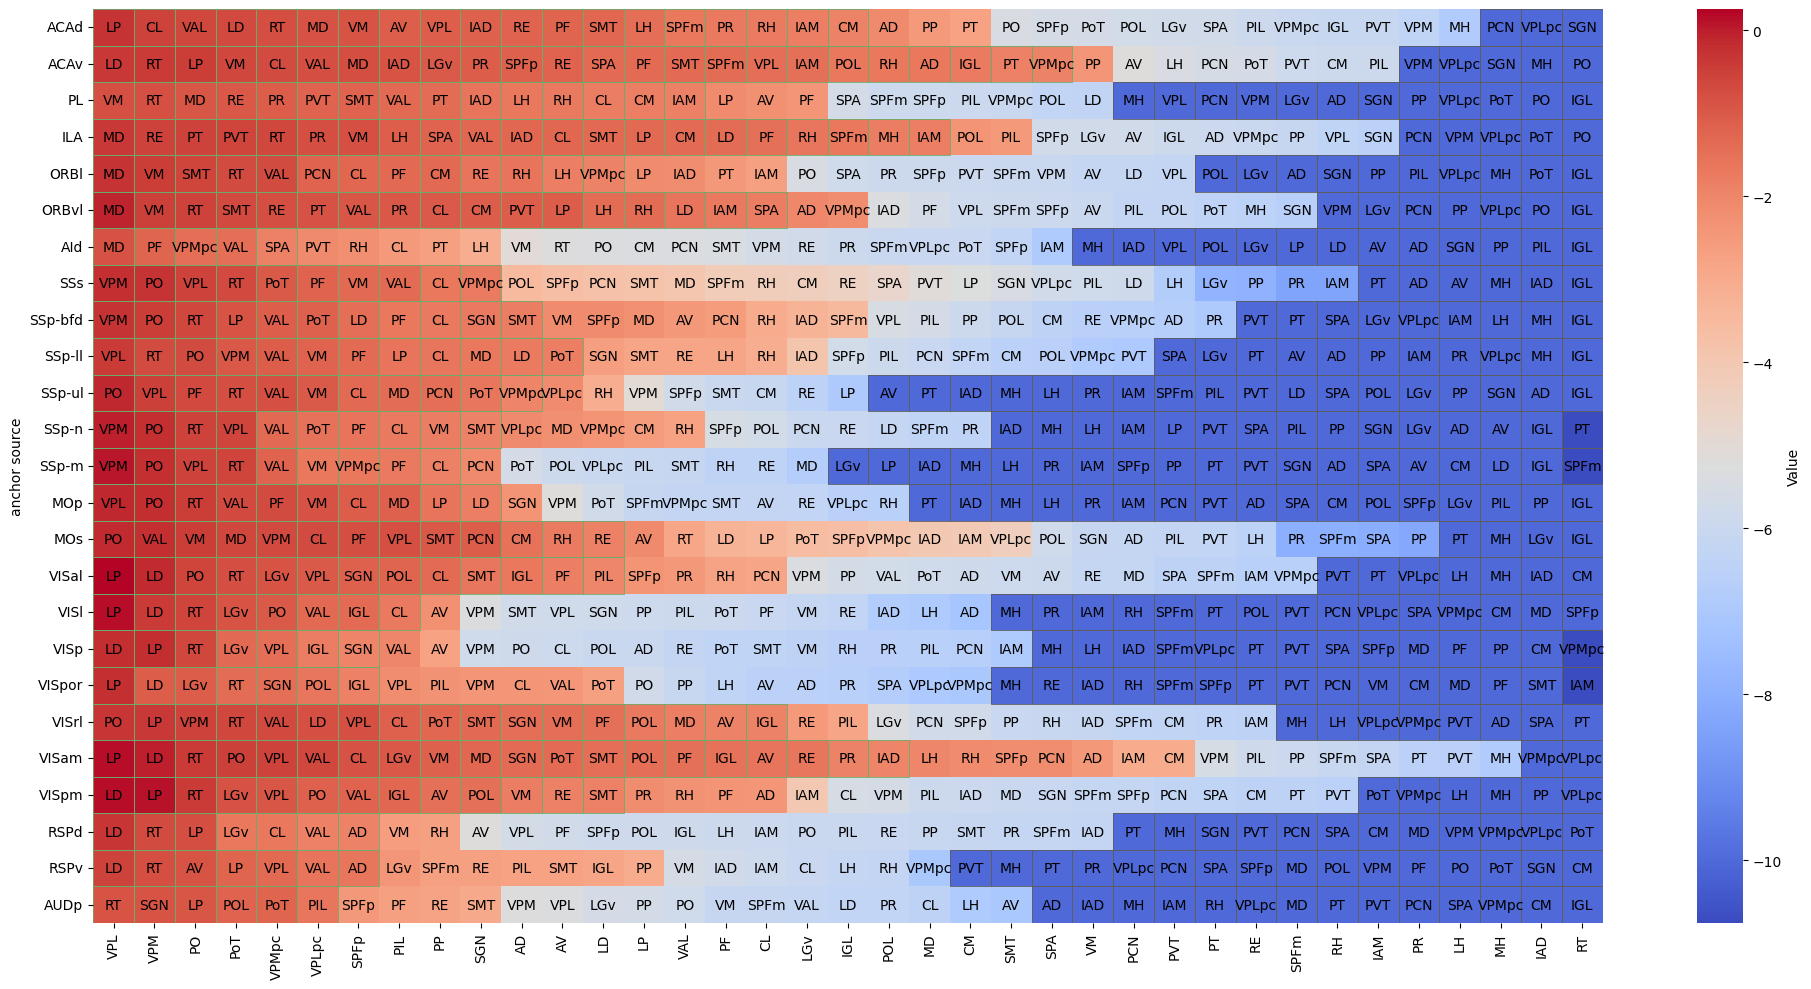 ACAd LP CL VAL LD RT MD VM AV VPL IAD RE PF SMT LH SPFm PR RH IAM CM AD PP PT PO SPFp PoT POL LGv SPA PIL VPMpc IGL PVT VPM MH PCN VPLpc SGN
ACAv LD RT LP VM CL VAL MD IAD LGv PR SPFp RE SPA PF SMT SPFm VPL IAM POL RH AD IGL PT VPMpc PP AV LH PCN PoT PVT CM PIL VPM VPLpc SGN MH PO
PL VM RT MD RE PR PVT SMT VAL PT IAD LH RH CL CM IAM LP AV PF SPA SPFm SPFp PIL VPMpc POL LD MH VPL PCN VPM LGv AD SGN PP VPLpc PoT PO IGL
ILA MD RE PT PVT RT PR VM LH SPA VAL IAD CL SMT LP CM LD PF RH SPFm MH IAM POL PIL SPFp LGv AV IGL AD VPMpc PP VPL SGN PCN VPM VPLpc PoT PO
ORBl MD VM SMT RT VAL PCN CL PF CM RE RH LH VPMpc LP IAD PT IAM PO SPA PR SPFp PVT SPFm VPM AV LD VPL POL LGv AD SGN PP PIL VPLpc MH PoT IGL
ORBvl MD VM RT SMT RE PT VAL PR CL CM PVT LP LH RH LD IAM SPA AD VPMpc IAD PF VPL SPFm SPFp AV PIL POL PoT MH SGN VPM LGv PCN PP VPLpc PO IGL
AId MD PF VPMpc VAL SPA PVT RH CL PT LH VM RT PO CM PCN SMT VPM RE PR SPFm VPLpc PoT SPFp IAM MH IAD VPL POL LGv LP LD AV AD SGN PP PIL IGL
SSs VPM PO VPL RT PoT PF VM VAL CL VPMpc POL SPFp PCN SMT MD SPFm RH CM RE SPA PVT LP SGN VPLpc PIL LD LH LGv PP PR IAM PT AD AV MH IAD IGL
SSp-bfd VPM PO RT LP VAL PoT LD PF CL SGN SMT VM SPFp MD AV PCN RH IAD SPFm VPL PIL PP POL CM RE VPMpc AD PR PVT PT SPA LGv VPLpc IAM LH MH IGL
SSp-ll VPL RT PO VPM VAL VM PF LP CL MD LD PoT SGN SMT RE LH RH IAD SPFp PIL PCN SPFm CM POL VPMpc PVT SPA LGv PT AV AD PP IAM PR VPLpc MH IGL
SSp-ul PO VPL PF RT VAL VM CL MD PCN PoT VPMpc VPLpc RH VPM SPFp SMT CM RE LP AV PT IAD MH LH PR IAM SPFm PIL PVT LD SPA POL LGv PP SGN AD IGL
SSp-n VPM PO RT VPL VAL PoT PF CL VM SMT VPLpc MD VPMpc CM RH SPFp POL PCN RE LD SPFm PR IAD MH LH IAM LP PVT SPA PIL PP SGN LGv AD AV IGL PT
SSp-m VPM PO VPL RT VAL VM VPMpc PF CL PCN PoT POL VPLpc PIL SMT RH RE MD LGv LP IAD MH LH PR IAM SPFp PP PT PVT SGN AD SPA AV CM LD IGL SPFm
MOp VPL PO RT VAL PF VM CL MD LP LD SGN VPM PoT SPFm VPMpc SMT AV RE VPLpc RH PT IAD MH LH PR IAM PCN PVT AD SPA CM POL SPFp LGv PIL PP IGL
MOs PO VAL VM MD VPM CL PF VPL SMT PCN CM RH RE AV RT LD LP PoT SPFp VPMpc IAD IAM VPLpc POL SGN AD PIL PVT LH PR SPFm SPA PP PT MH LGv IGL
VISal LP LD PO RT LGv VPL SGN POL CL SMT IGL PF PIL SPFp PR RH PCN VPM PP VAL PoT AD VM AV RE MD SPA SPFm IAM VPMpc PVT PT VPLpc LH MH IAD CM
VISl LP LD RT LGv PO VAL IGL CL AV VPM SMT VPL SGN PP PIL PoT PF VM RE IAD LH AD MH PR IAM RH SPFm PT POL PVT PCN VPLpc SPA VPMpc CM MD SPFp
VISp LD LP RT LGv VPL IGL SGN VAL AV VPM PO CL POL AD RE PoT SMT VM RH PR PIL PCN IAM MH LH IAD SPFm VPLpc PT PVT RH SPA SPFp MD PF PP CM VPMpc
VISpor LP LD LGv RT SGN POL IGL VPL PIL VPM CL VAL PoT PO PP LH AV AD PR SPA VPLpc VPMpc MH RE IAD RH SPFm SPFp PT PVT PCN VM CM MD PF SMT IAM
VISrl PO LP VPM RT VAL LD VPL CL PoT SMT SGN VM PF POL MD AV IGL RE PIL LGv PCN SPFp PP RH IAD SPFm CM PR IAM MH LH VPLpc VPMpc PVT AD SPA PT
VISam LP LD RT PO VPL VAL CL LGv VM MD SGN PoT SMT POL PF IGL AV RE PR IAD LH RH SPFp PCN AD IAM PVT CM VPM PIL PP SPFm SPA PT PVT MH VPMpc VPLpc
VISpm LD LP RT LGv VPL PO VAL IGL AV POL VM RE SMT PR RH PF AD IAM CL VPM PIL IAD MD SGN SPFm SPFp PCN SPA CM PT PVT PoT VPMpc LH MH PP VPLpc
RSPd LD RT LP LGv CL VAL AD VM RH AV VPL PF SPFp POL IGL LH IAM PO PIL RE PP SMT PR SPFm IAD PT MH SGN PVT PCN SPA CM MD VPM VPMpc VPLpc PoT
RSPv LD RT AV LP VPL VAL AD LGv SPFm RE PIL SMT IGL PP VM IAD IAM CL LH RH VPMpc PVT MH PT PR VPLpc PCN SPA SPFp MD POL VPM PF PO PoT SGN CM
AUDp RT SGN LP POL PoT PIL SPFp PF RE SMT VPM VPL LGv PP PO VM SPFm VAL LD PR CL LH AV AD IAD MH IAM RH VPLpc MD PT PVT PCN SPA VPMpc CM IGL
VPL VPM PO PoT VPMpc VPLpc SPFp PIL PP SGN AD AV LD LP VAL PF CL LGv IGL POL MD CM SMT SPA VM PCN PVT PT RE SPFm RH IAM PR LH MH IAD RT
anchor source
0
−2
−4
−6
−8
−10
Value